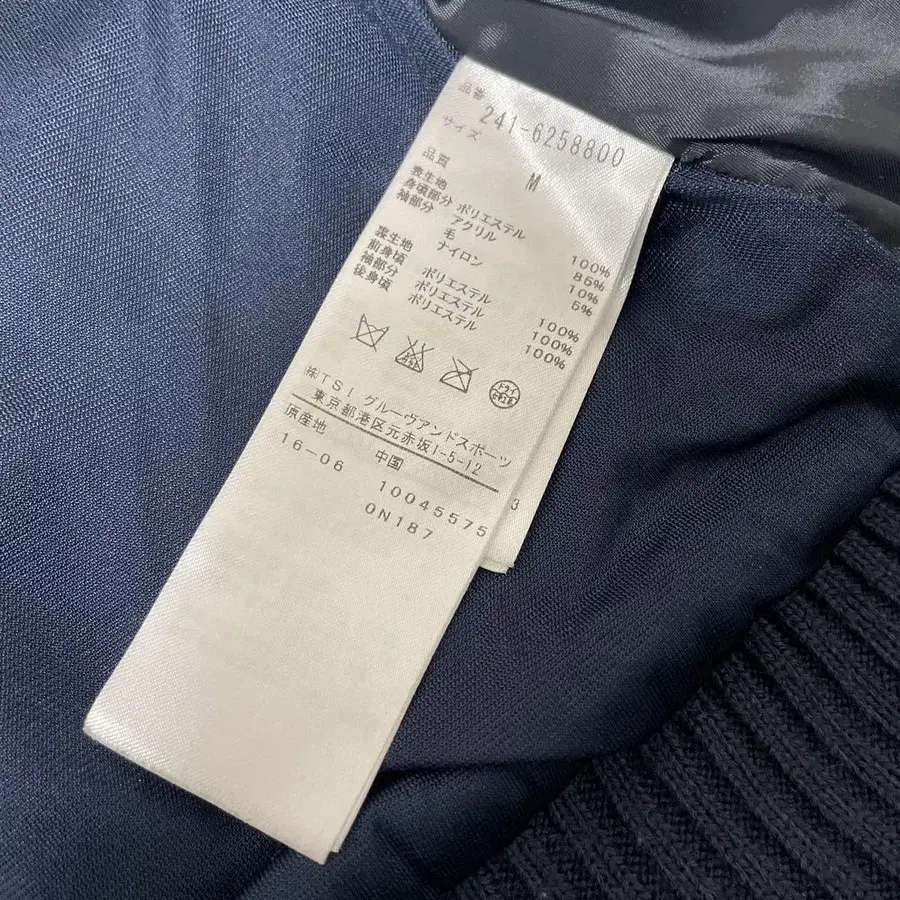 品番 241-6258800
サイズ M
品質
表生地
身頃部分 ポリエステル 100%
袖部分 アクリル 85%
毛 10%
ナイロン 5%
表生地
前身頃 ポリエステル 100%
袖部分 ポリエステル 100%
後身頃 ポリエステル 100%
ドライ
㈱TSI グルーヴアンドスポーツ
東京都港区元赤坂1-5-12
原産地 中国
16-06 10045575 3
0N187